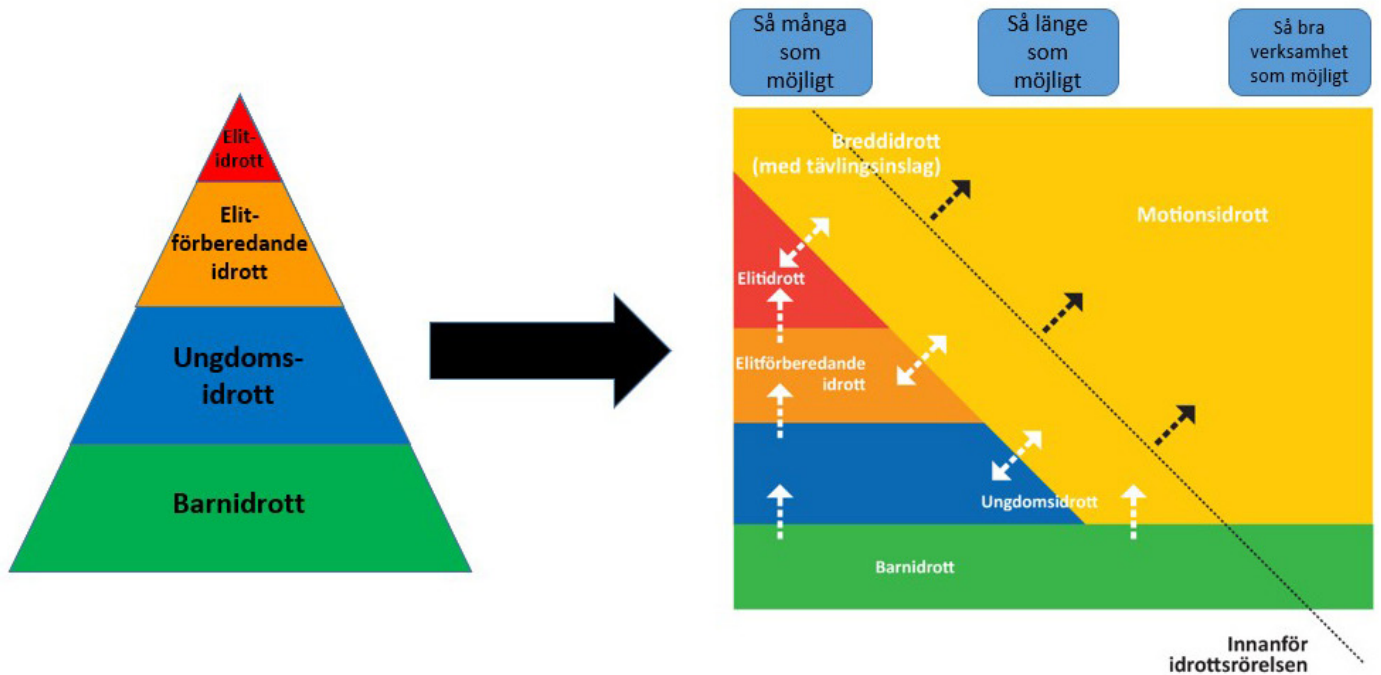 Elit-
idrott
Elit-
förberedande
idrott
Ungdoms-
idrott
Barnidrott
Så många
som
möjligt
Så länge
som
möjligt
Så bra
verksamhet
som möjligt
Breddidrott
(med tävlingsinslag)
Motionsidrott
Elitidrott
Elitförberedande
idrott
Ungdomsidrott
Barnidrott
Innanför
idrottsrörelsen